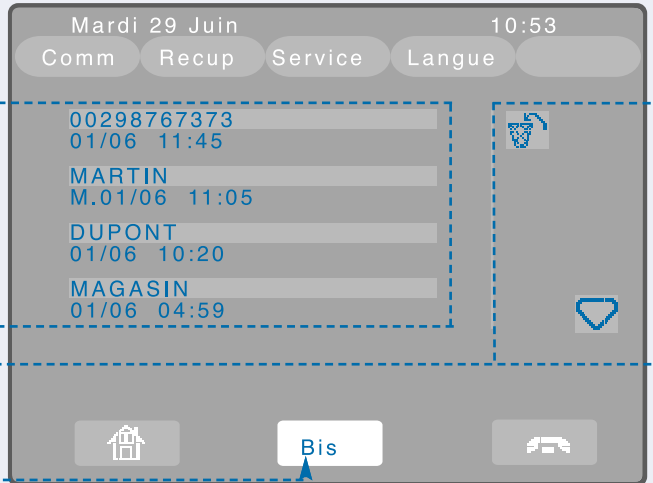 Mardi 29 Juin 10:53
Comm Recup Service Langue
00298767373
01/06 11:45
MARTIN
M.01/06 11:05
DUPONT
01/06 10:20
MAGASIN
01/06 04:59
Bis